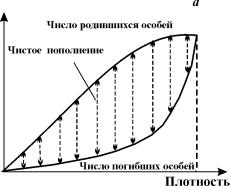 а
Число родившихся особей
Чистое пополнение
Число погибших особей
Плотность